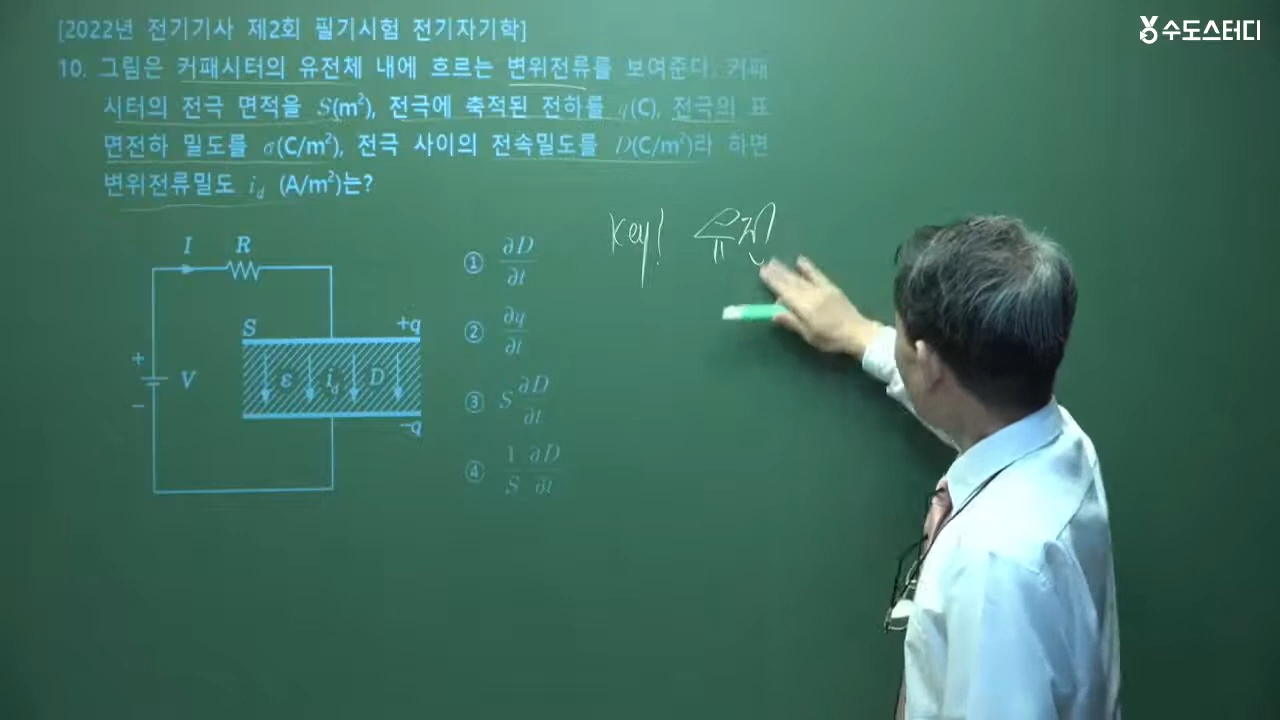 [2022년 전기기사 제2회 필기시험 전기자기학]
수도스터디
10. 그림은 커패시터의 유전체 내에 흐르는 변위전류를 보여준다. 커패
시터의 전극 면적을 S(m²), 전극에 축적된 전하를 q(C), 전극의 표
면전하 밀도를 σ(C/m²), 전극 사이의 전속밀도를 D(C/m²)라 하면
변위전류밀도 i_d (A/m²)는?
key! 유전
I R
S +q
+ V −
ε i_d D
−q
① ∂D/∂t
② ∂q/∂t
③ S ∂D/∂t
④ 1/S ∂D/∂t